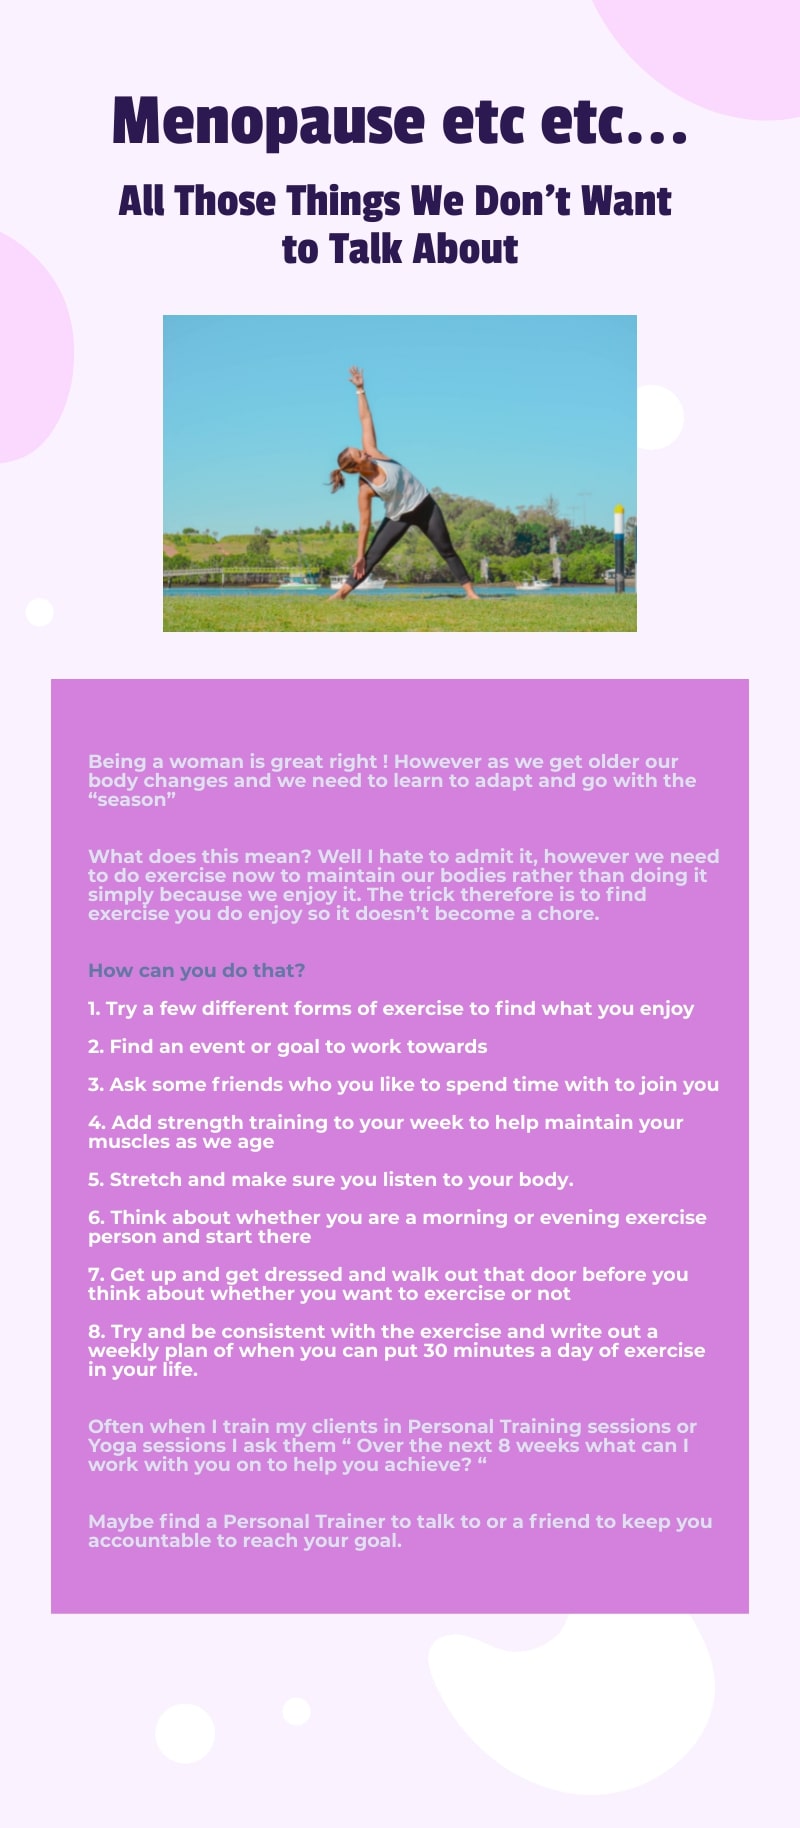 Menopause etc etc...
All Those Things We Don't Want
to Talk About
Being a woman is great right ! However as we get older our
body changes and we need to learn to adapt and go with the
“season”
What does this mean? Well I hate to admit it, however we need
to do exercise now to maintain our bodies rather than doing it
simply because we enjoy it. The trick therefore is to find
exercise you do enjoy so it doesn’t become a chore.
How can you do that?
1. Try a few different forms of exercise to find what you enjoy
2. Find an event or goal to work towards
3. Ask some friends who you like to spend time with to join you
4. Add strength training to your week to help maintain your
muscles as we age
5. Stretch and make sure you listen to your body.
6. Think about whether you are a morning or evening exercise
person and start there
7. Get up and get dressed and walk out that door before you
think about whether you want to exercise or not
8. Try and be consistent with the exercise and write out a
weekly plan of when you can put 30 minutes a day of exercise
in your life.
Often when I train my clients in Personal Training sessions or
Yoga sessions I ask them “ Over the next 8 weeks what can I
work with you on to help you achieve? “
Maybe find a Personal Trainer to talk to or a friend to keep you
accountable to reach your goal.